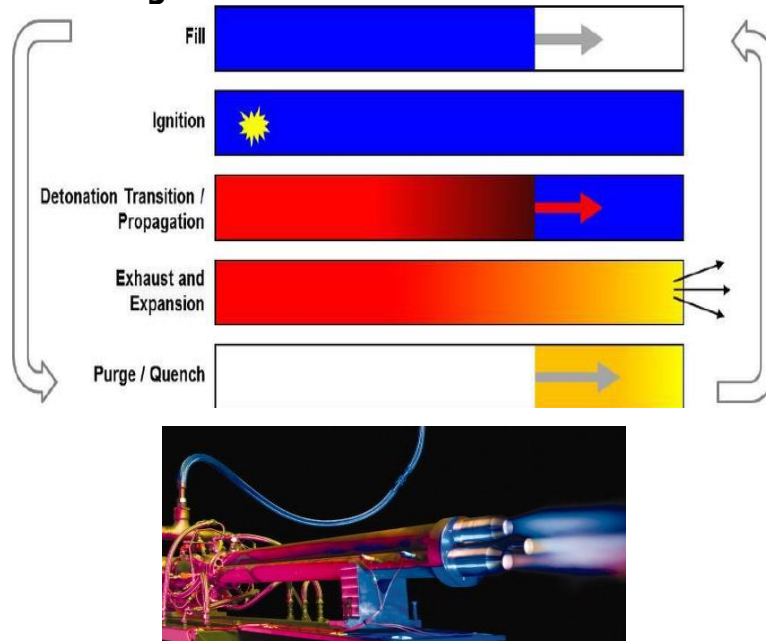 Fill
Ignition
Detonation Transition /
Propagation
Exhaust and
Expansion
Purge / Quench